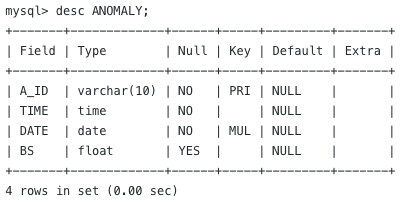 mysql> desc ANOMALY;
+-------+-------------+------+-----+---------+-------+
| Field | Type        | Null | Key | Default | Extra |
+-------+-------------+------+-----+---------+-------+
| A_ID  | varchar(10) | NO   | PRI | NULL    |       |
| TIME  | time        | NO   |     | NULL    |       |
| DATE  | date        | NO   | MUL | NULL    |       |
| BS    | float       | YES  |     | NULL    |       |
+-------+-------------+------+-----+---------+-------+
4 rows in set (0.00 sec)